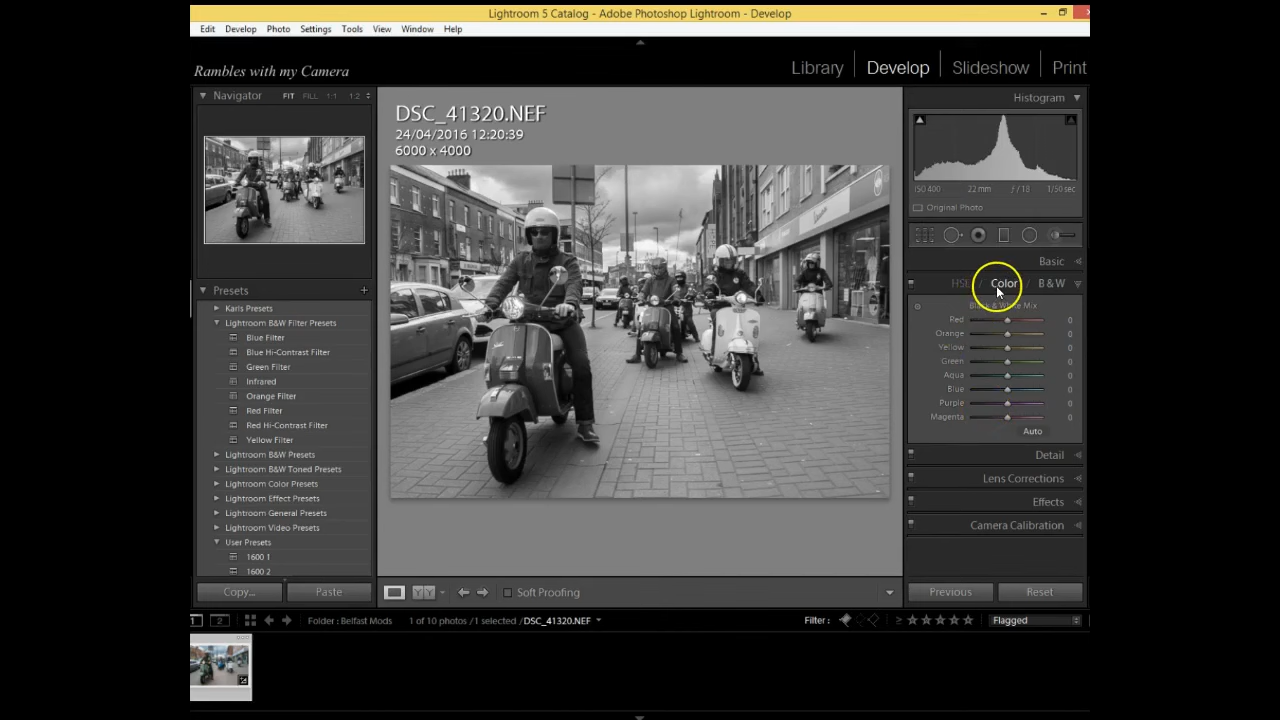 Lightroom 5 Catalog - Adobe Photoshop Lightroom - Develop
Edit Develop Photo Settings Tools View Window Help
Rambles with my Camera
Library Develop Slideshow Print
Navigator FIT FILL 1:1 1:2
Histogram
DSC_41320.NEF
24/04/2016 12:20:39
6000 x 4000
ISO 400 22 mm ƒ / 18 1/50 sec
Original Photo
Basic
HSL / Color / B & W
Black & White Mix
Red 0
Orange 0
Yellow 0
Green 0
Aqua 0
Blue 0
Purple 0
Magenta 0
Auto
Detail
Lens Corrections
Effects
Camera Calibration
Presets +
Karls Presets
Lightroom B&W Filter Presets
Blue Filter
Blue Hi-Contrast Filter
Green Filter
Infrared
Orange Filter
Red Filter
Red Hi-Contrast Filter
Yellow Filter
Lightroom B&W Presets
Lightroom B&W Toned Presets
Lightroom Color Presets
Lightroom Effect Presets
Lightroom General Presets
Lightroom Video Presets
User Presets
1600 1
1600 2
Copy... Paste
Soft Proofing
Previous Reset
1 2 Folder : Belfast Mods 1 of 10 photos /1 selected /DSC_41320.NEF Filter : ≥ Flagged